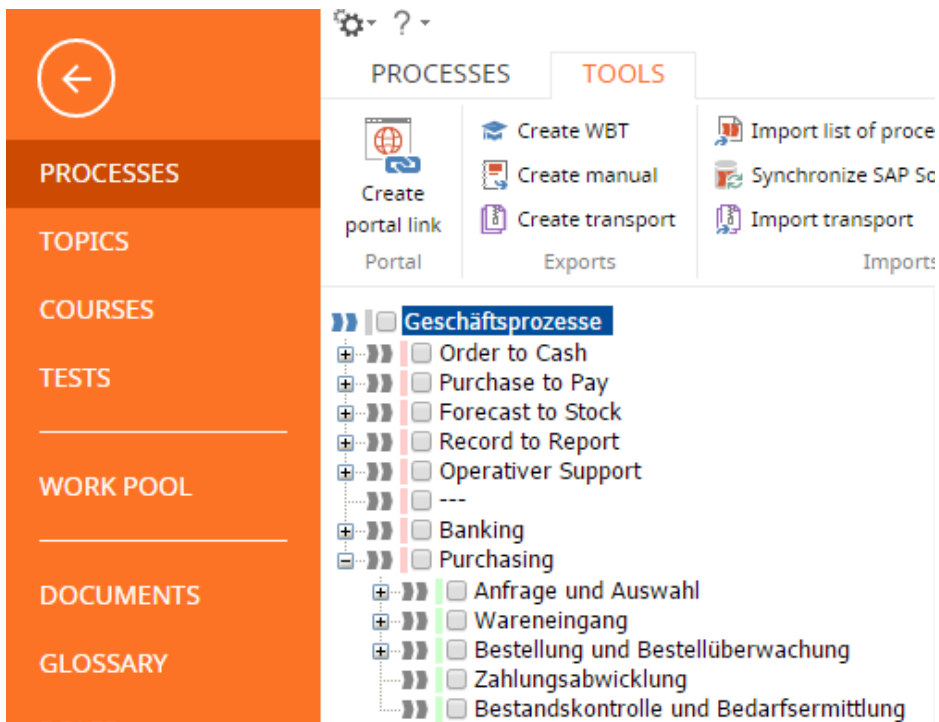 ? 
PROCESSES
TOPICS
COURSES
TESTS
WORK POOL
DOCUMENTS
GLOSSARY
PROCESSES TOOLS
Create
portal link
Portal
Create WBT
Create manual
Create transport
Exports
Import list of proce
Synchronize SAP So
Import transport
Imports
Geschäftsprozesse
Order to Cash
Purchase to Pay
Forecast to Stock
Record to Report
Operativer Support
---
Banking
Purchasing
Anfrage und Auswahl
Wareneingang
Bestellung und Bestellüberwachung
Zahlungsabwicklung
Bestandskontrolle und Bedarfsermittlung